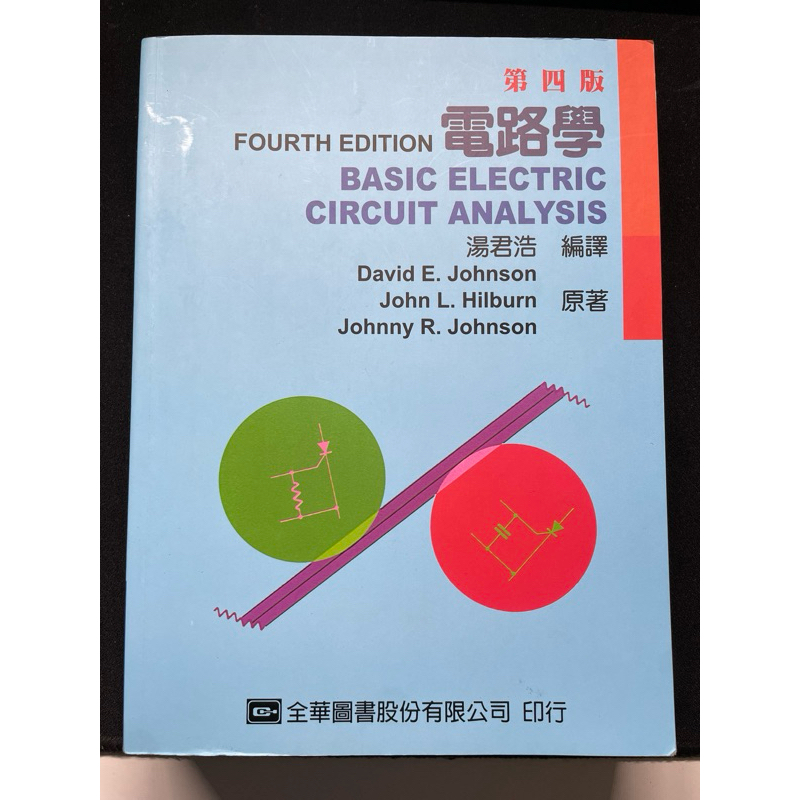 第四版
FOURTH EDITION 電路學
BASIC ELECTRIC
CIRCUIT ANALYSIS
湯君浩 編譯
David E. Johnson
John L. Hilburn 原著
Johnny R. Johnson
全華圖書股份有限公司 印行